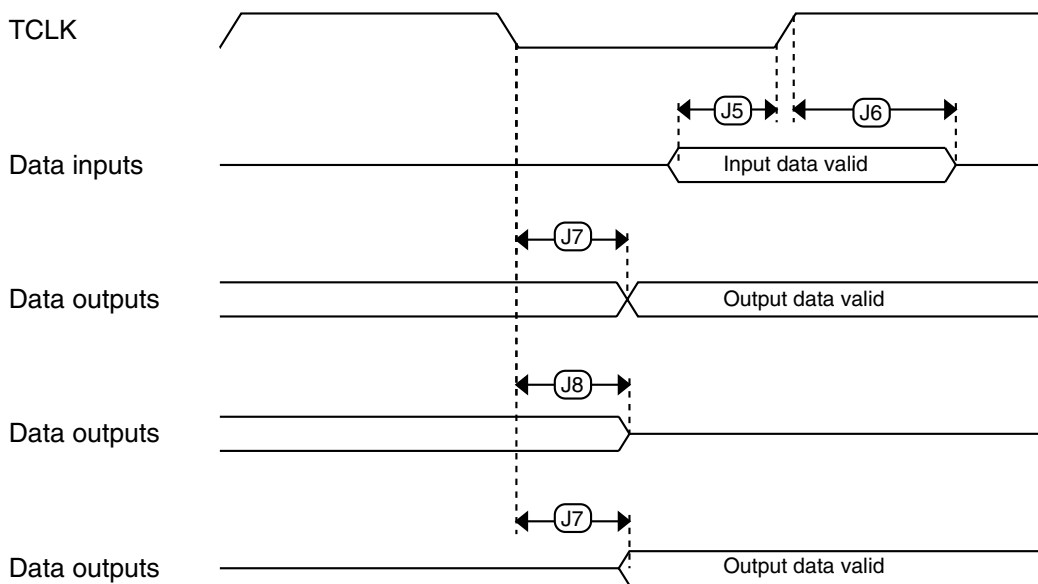 TCLK
J5
J6
Data inputs
Input data valid
J7
Data outputs
Output data valid
J8
Data outputs
J7
Data outputs
Output data valid